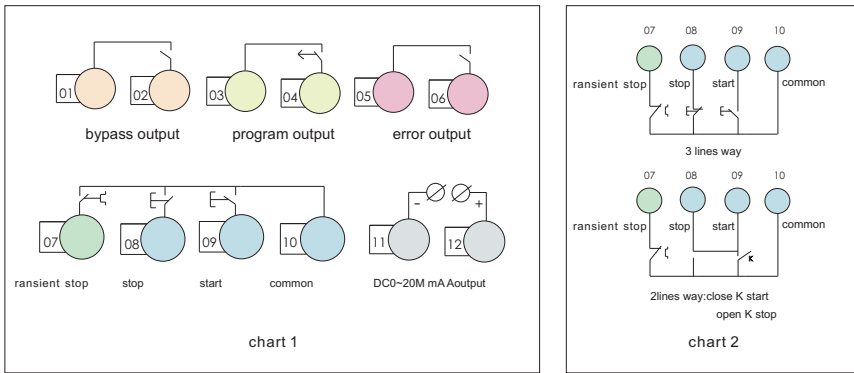 01 02 03 04 05 06
bypass output program output error output
07 08 09 10 11 12
- +
ransient stop stop start common DC0~20M mA Aoutput
chart 1
07 08 09 10
ransient stop stop start common
3 lines way
07 08 09 10
ransient stop stop start common
K
2lines way:close K start
open K stop
chart 2